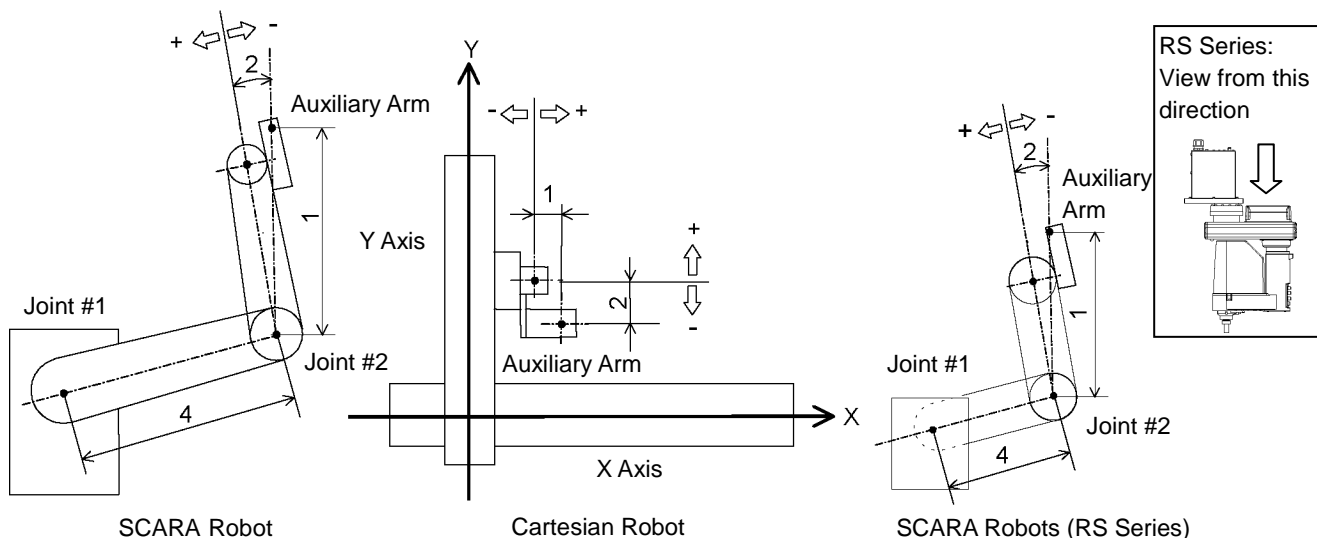 + -
2
Auxiliary Arm
1
Joint #1
Joint #2
4
SCARA Robot
Y
- +
1
Y Axis
+
2
-
Auxiliary Arm
X
X Axis
Cartesian Robot
+ -
2
Auxiliary
Arm
1
Joint #1
Joint #2
4
SCARA Robots (RS Series)
RS Series:
View from this
direction